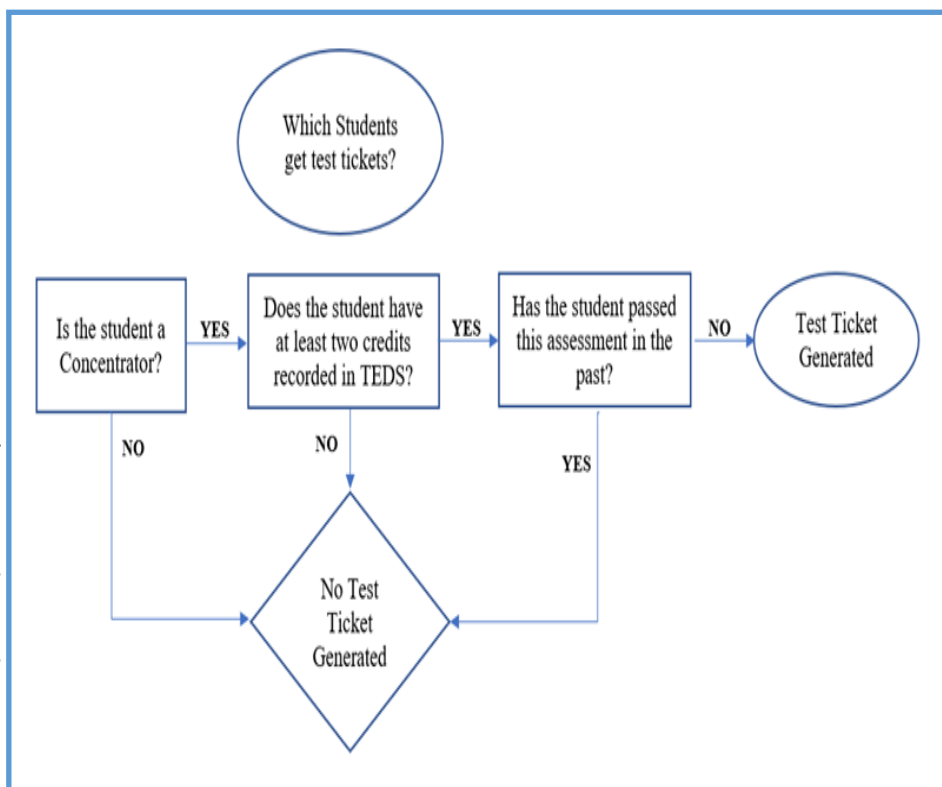 Which Students
get test tickets?
Is the student a
Concentrator?
YES
Does the student have
at least two credits
recorded in TEDS?
YES
Has the student passed
this assessment in the
past?
NO
Test Ticket
Generated
NO
NO
YES
No Test
Ticket
Generated